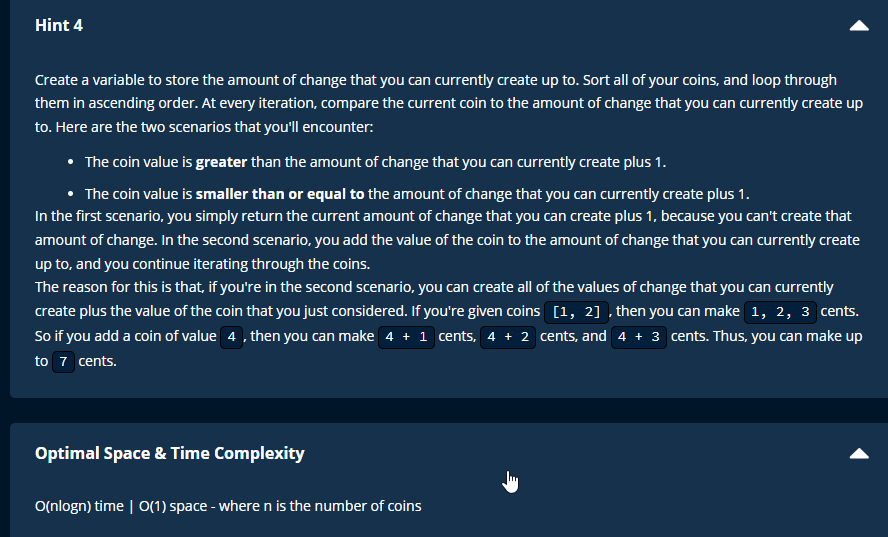 Hint 4
Create a variable to store the amount of change that you can currently create up to. Sort all of your coins, and loop through
them in ascending order. At every iteration, compare the current coin to the amount of change that you can currently create up
to. Here are the two scenarios that you'll encounter:
• The coin value is greater than the amount of change that you can currently create plus 1.
• The coin value is smaller than or equal to the amount of change that you can currently create plus 1.
In the first scenario, you simply return the current amount of change that you can create plus 1, because you can't create that
amount of change. In the second scenario, you add the value of the coin to the amount of change that you can currently create
up to, and you continue iterating through the coins.
The reason for this is that, if you're in the second scenario, you can create all of the values of change that you can currently
create plus the value of the coin that you just considered. If you're given coins [1, 2] , then you can make 1, 2, 3 cents.
So if you add a coin of value 4 , then you can make 4 + 1 cents, 4 + 2 cents, and 4 + 3 cents. Thus, you can make up
to 7 cents.
Optimal Space & Time Complexity
O(nlogn) time | O(1) space - where n is the number of coins